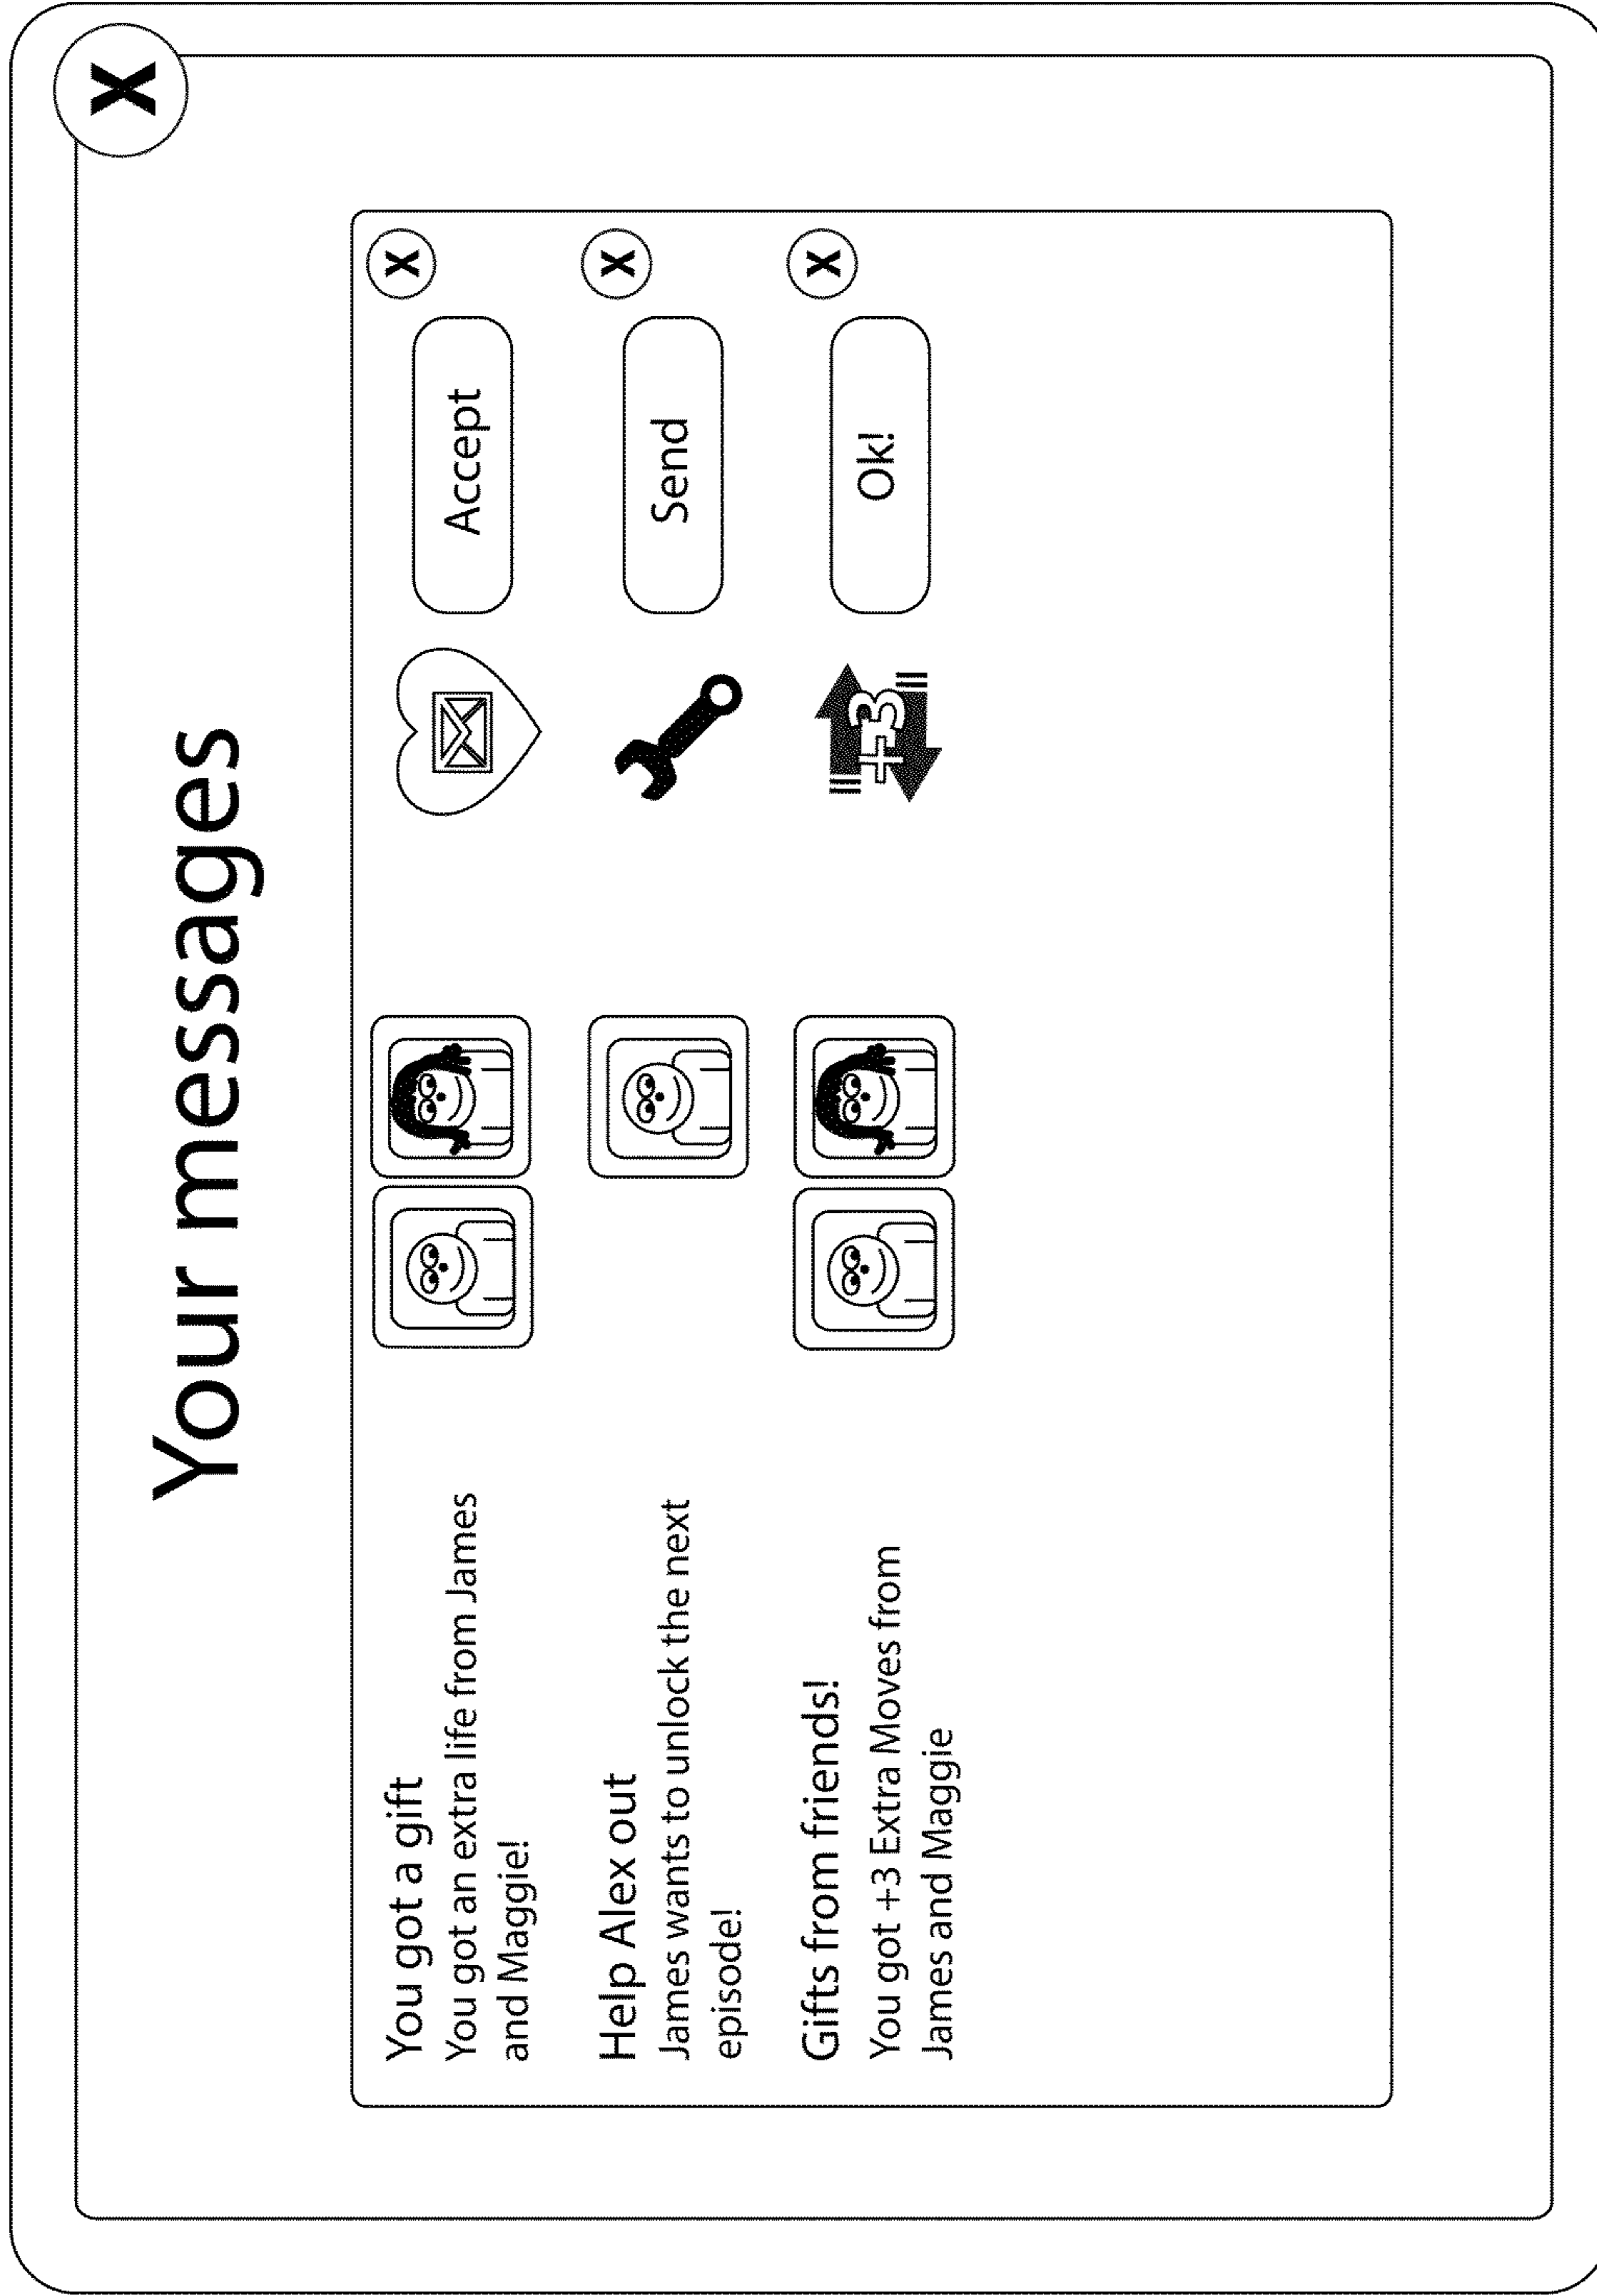 Your messages
X
You got a gift
You got an extra life from James
and Maggie!
Accept
X
Help Alex out
James wants to unlock the next
episode!
Send
X
Gifts from friends!
You got +3 Extra Moves from
James and Maggie
+3
Ok!
X